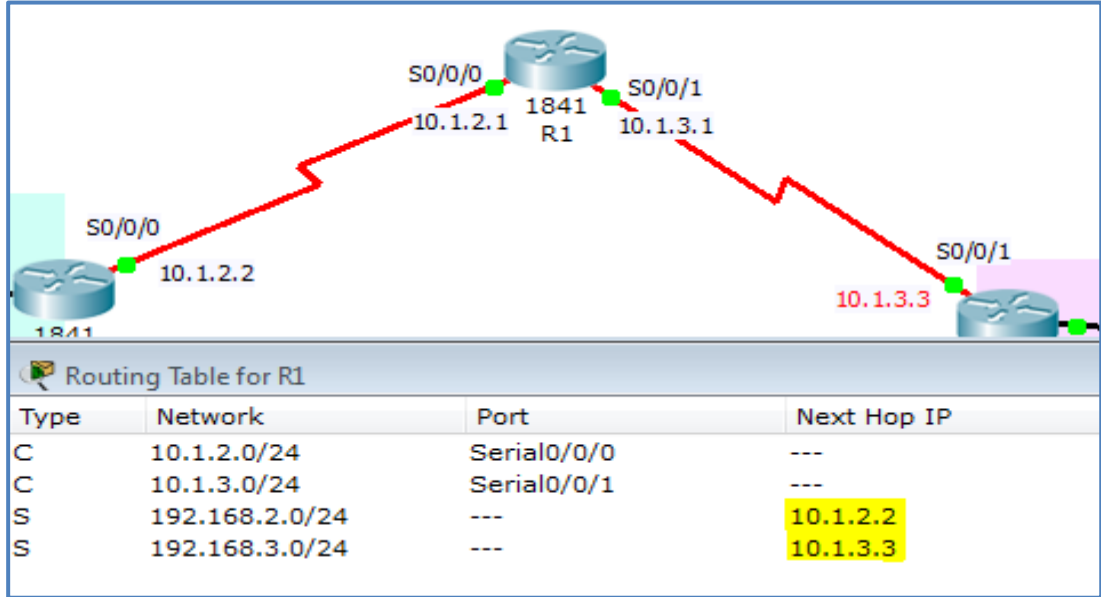 S0/0/0
S0/0/1
10.1.2.1
1841
R1
10.1.3.1
S0/0/0
10.1.2.2
S0/0/1
10.1.3.3
1841
Routing Table for R1
Type Network Port Next Hop IP
C 10.1.2.0/24 Serial0/0/0 ---
C 10.1.3.0/24 Serial0/0/1 ---
S 192.168.2.0/24 --- 10.1.2.2
S 192.168.3.0/24 --- 10.1.3.3